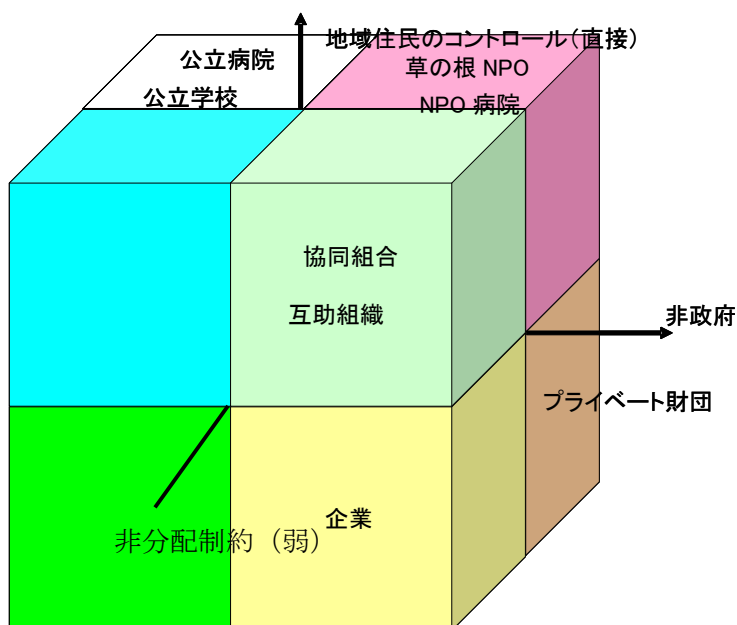 地域住民のコントロール（直接）
公立病院
草の根 NPO
公立学校
NPO 病院
協同組合
互助組織
非政府
プライベート財団
企業
非分配制約（弱）